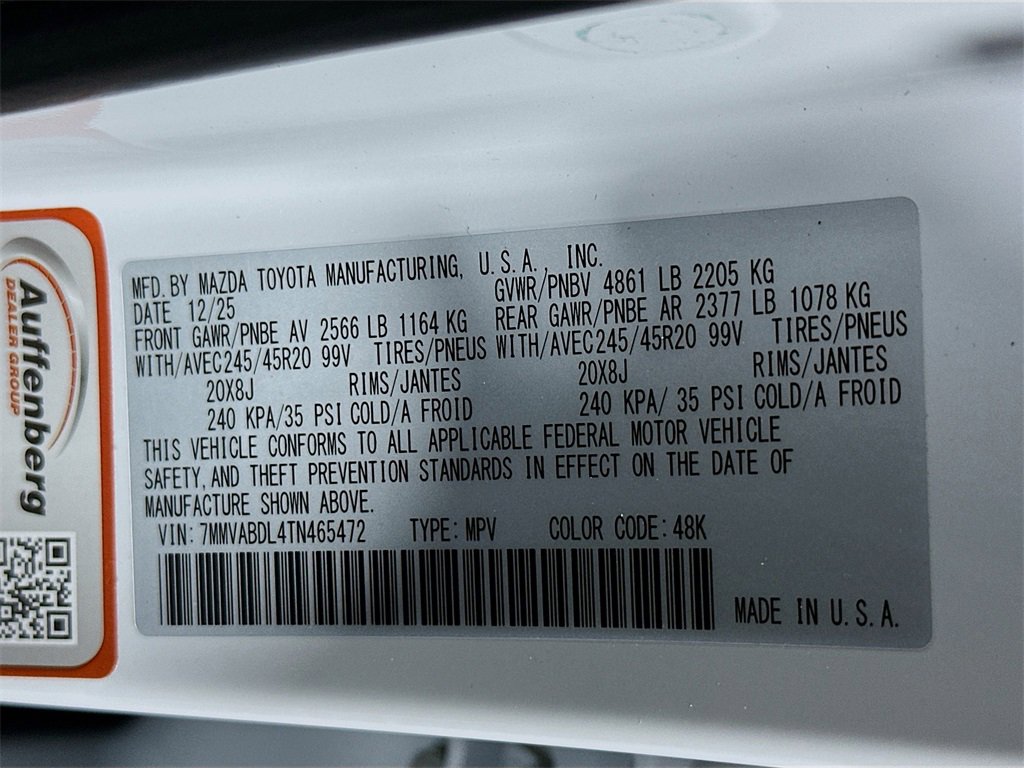 MFD. BY MAZDA TOYOTA MANUFACTURING, U.S.A., INC.
DATE 12/25 GVWR/PNBV 4861 LB 2205 KG
FRONT GAWR/PNBE AV 2566 LB 1164 KG REAR GAWR/PNBE AR 2377 LB 1078 KG
WITH/AVEC245/45R20 99V TIRES/PNEUS WITH/AVEC245/45R20 99V TIRES/PNEUS
20X8J RIMS/JANTES 20X8J RIMS/JANTES
240 KPA/35 PSI COLD/A FROID 240 KPA/ 35 PSI COLD/A FROID
THIS VEHICLE CONFORMS TO ALL APPLICABLE FEDERAL MOTOR VEHICLE
SAFETY, AND THEFT PREVENTION STANDARDS IN EFFECT ON THE DATE OF
MANUFACTURE SHOWN ABOVE.
VIN: 7MMVABDL4TN465472 TYPE: MPV COLOR CODE: 48K
MADE IN U.S.A.
Auffenberg
DEALER GROUP